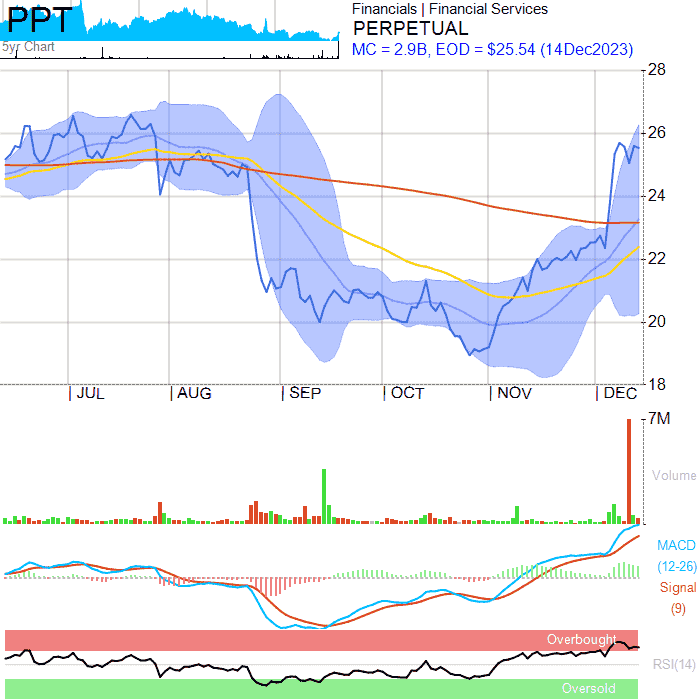 PPT
Financials | Financial Services
PERPETUAL
MC = 2.9B, EOD = $25.54 (14Dec2023)
5yr Chart
28
26
24
22
20
18
JUL
AUG
SEP
OCT
NOV
DEC
7M
Volume
MACD
(12-26)
Signal
(9)
Overbought
RSI(14)
Oversold